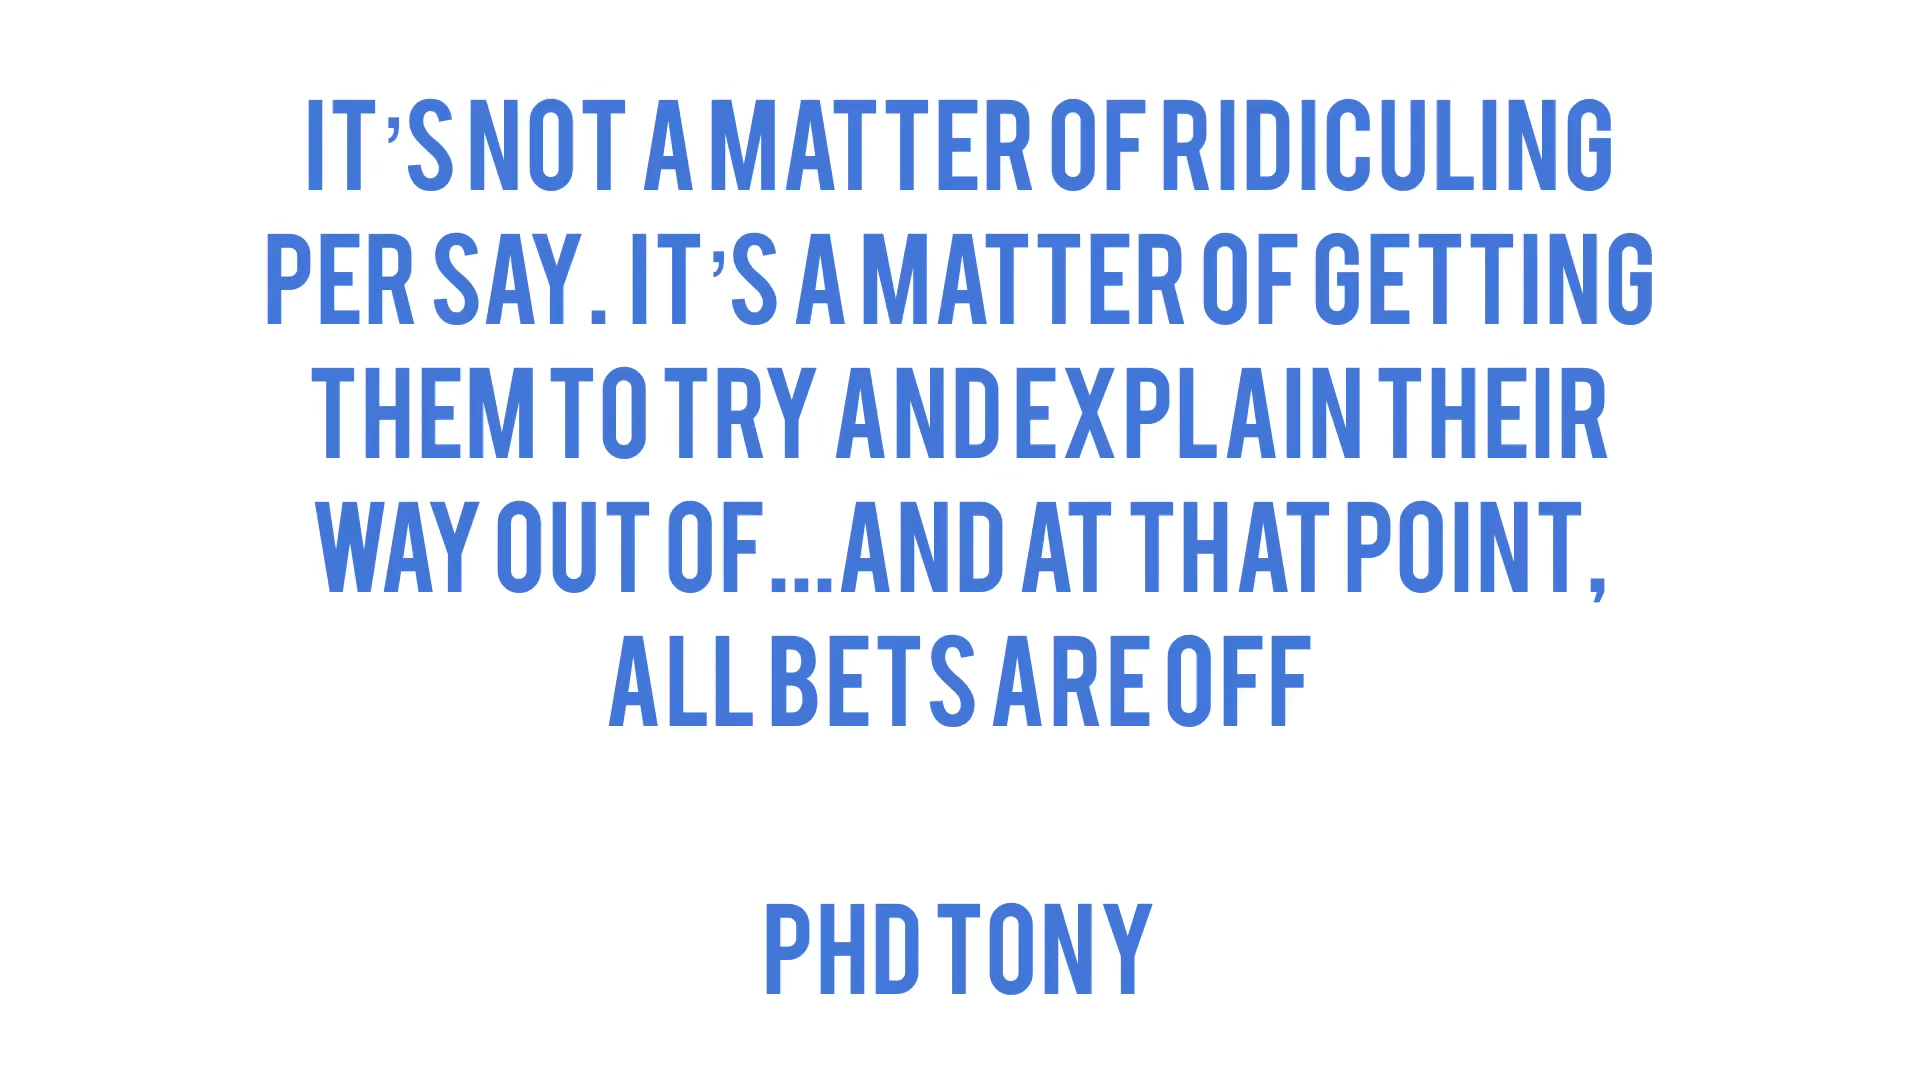 IT'S NOT A MATTER OF RIDICULING
PER SAY. IT'S A MATTER OF GETTING
THEM TO TRY AND EXPLAIN THEIR
WAY OUT OF...AND AT THAT POINT,
ALL BETS ARE OFF
PHD TONY